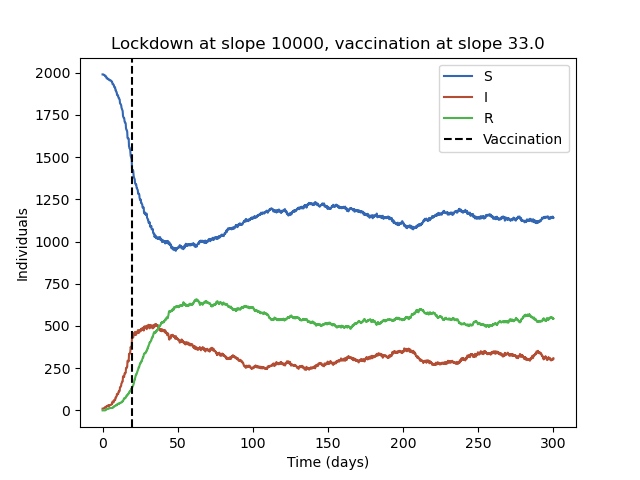 Lockdown at slope 10000, vaccination at slope 33.0
S
I
R
Vaccination
2000
1750
1500
1250
1000
750
500
250
0
Individuals
0 50 100 150 200 250 300
Time (days)